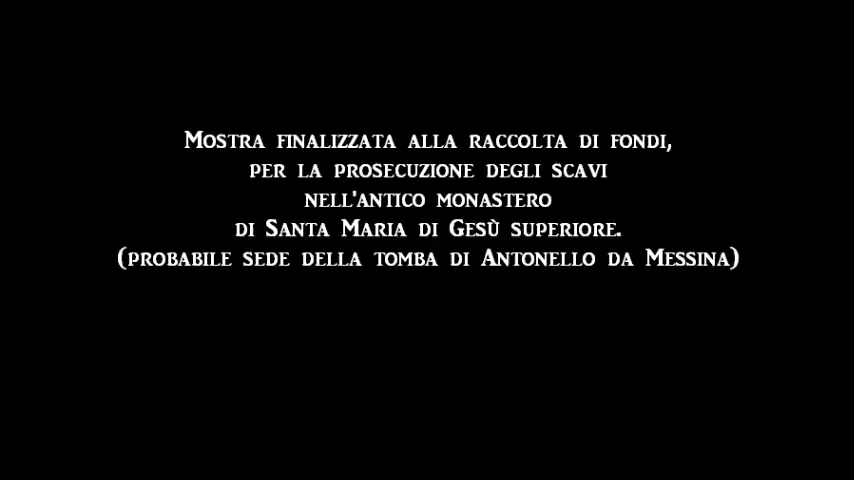 Mostra finalizzata alla raccolta di fondi,
per la prosecuzione degli scavi
nell'antico monastero
di Santa Maria di Gesù superiore.
(probabile sede della tomba di Antonello da Messina)